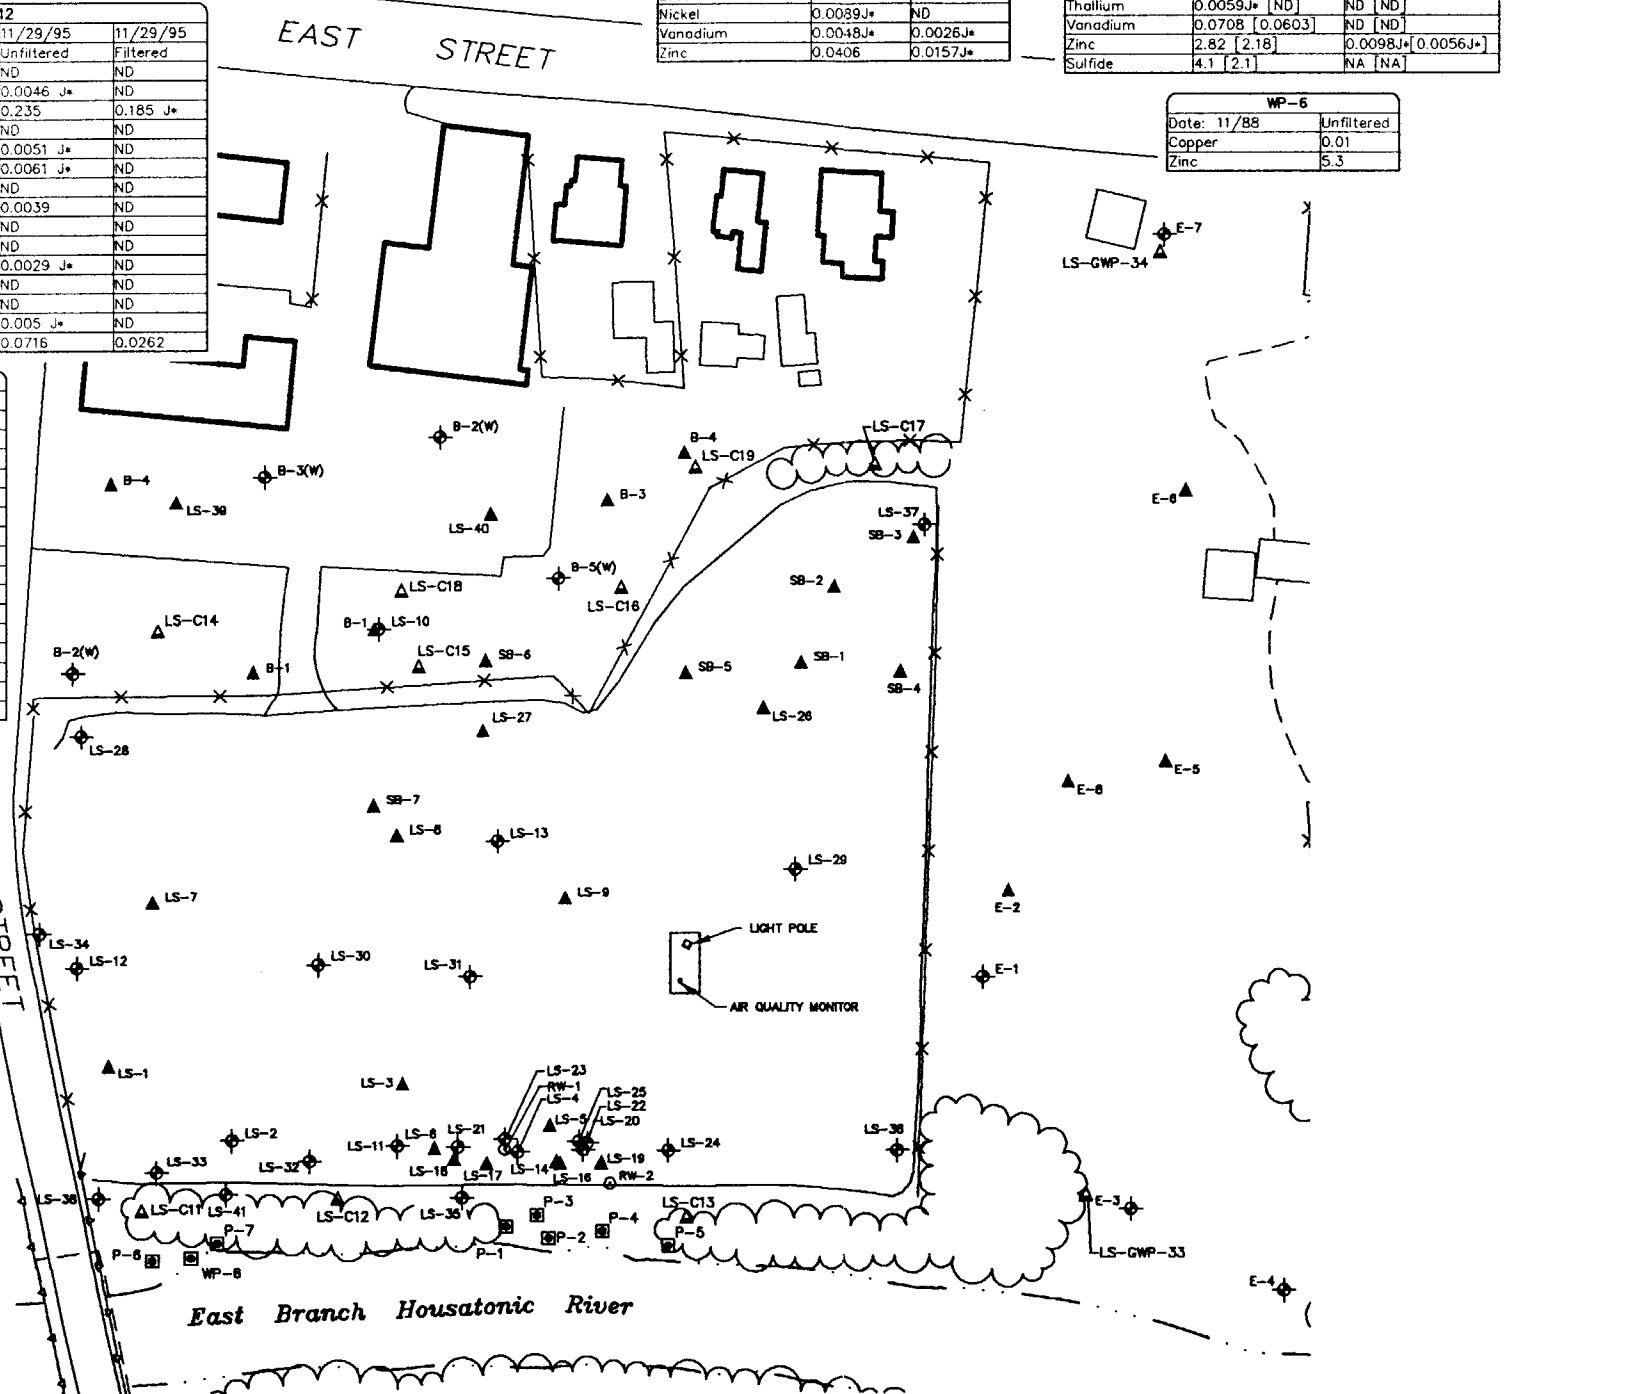 42
11/29/95 11/29/95
Unfiltered Filtered
ND ND
0.0046 J* ND
0.235 0.185 J*
ND ND
0.0051 J* ND
0.0061 J* ND
ND ND
0.0039 ND
ND ND
ND ND
0.0029 J* ND
ND ND
ND ND
0.005 J* ND
0.0716 0.0262
Nickel 0.0089J* ND
Vanadium 0.0048J* 0.0026J*
Zinc 0.0406 0.0157J*
Thallium 0.0059J* [ND] ND [ND]
Vanadium 0.0708 [0.0603] ND [ND]
Zinc 2.82 [2.18] 0.0098J*[0.0056J*]
Sulfide 4.1 [2.1] NA [NA]
WP-6
Date: 11/88 Unfiltered
Copper 0.01
Zinc 5.3
EAST STREET
E-7
LS-GWP-34
B-2(W)
LS-C17
B-4
LS-C19
B-3(W)
B-4
LS-39
B-3
E-6
LS-40
LS-37
SB-3
B-5(W)
SB-2
LS-C18
LS-C16
LS-C14
B-1
LS-10
B-2(W)
LS-C15
SB-6
B-1
SB-5
SB-1
SB-4
LS-26
LS-27
LS-28
E-5
E-6
SB-7
LS-8
LS-13
LS-29
LS-7
LS-9
E-2
LIGHT POLE
STREET
LS-34
LS-12
LS-30
LS-31
E-1
AIR QUALITY MONITOR
LS-1
LS-3
LS-23
RW-1
LS-4
LS-25
LS-22
LS-20
LS-5
LS-2
LS-11
LS-6
LS-21
LS-24
LS-38
LS-33
LS-32
LS-18
LS-17
LS-14
LS-16
LS-19
RW-2
LS-36
LS-C11
LS-41
LS-C12
LS-35
P-3
LS-C13
E-3
P-7
P-4
P-6
WP-6
P-1
P-2
P-5
LS-GWP-33
E-4
East Branch Housatonic River